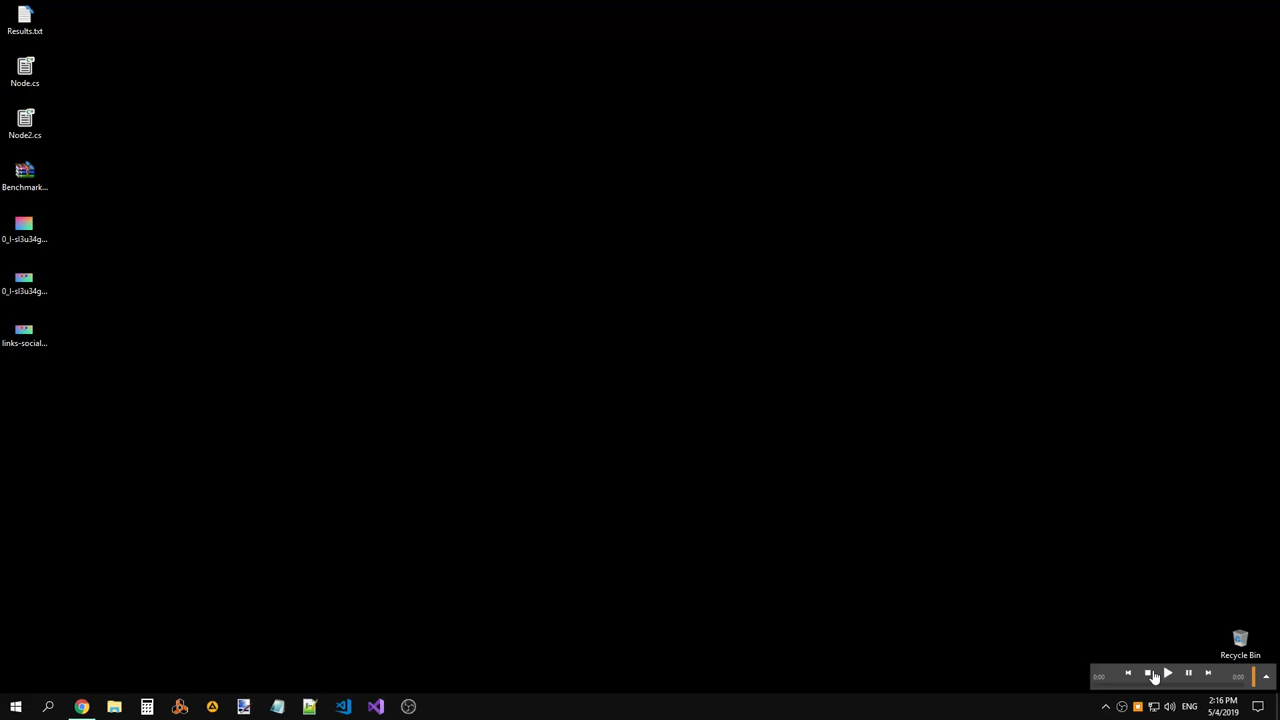 Results.txt
Node.cs
Node2.cs
Benchmark...
0_l-sl3u34g...
0_l-sl3u34g...
links-social...
Recycle Bin
0:00
0:00
ENG
2:16 PM
5/4/2019